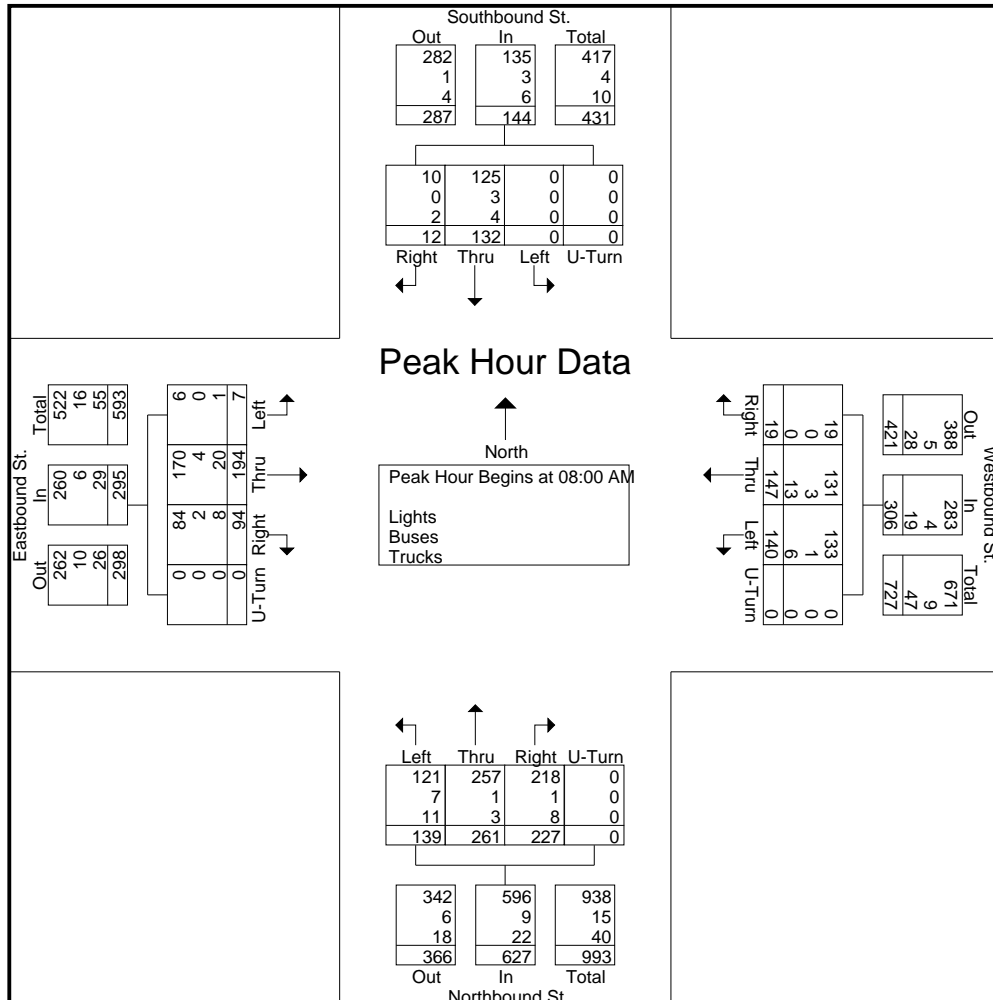 Southbound St.
Out In Total
282 135 417
1 3 4
4 6 10
287 144 431
10 125 0 0
0 3 0 0
2 4 0 0
12 132 0 0
Right Thru Left U-Turn
Peak Hour Data
North
Peak Hour Begins at 08:00 AM
Lights
Buses
Trucks
Eastbound St.
Out In Total
262 260 522
10 6 16
26 29 55
298 295 593
0 84 170 6
0 2 4 0
0 8 20 1
0 94 194 7
U-Turn Right Thru Left
Westbound St.
Out In Total
388 283 671
5 4 9
28 19 47
421 306 727
19 131 133 0
0 3 1 0
0 13 6 0
19 147 140 0
Right Thru Left U-Turn
Left Thru Right U-Turn
121 257 218 0
7 1 1 0
11 3 8 0
139 261 227 0
342 596 938
6 9 15
18 22 40
366 627 993
Out In Total
Northbound St.